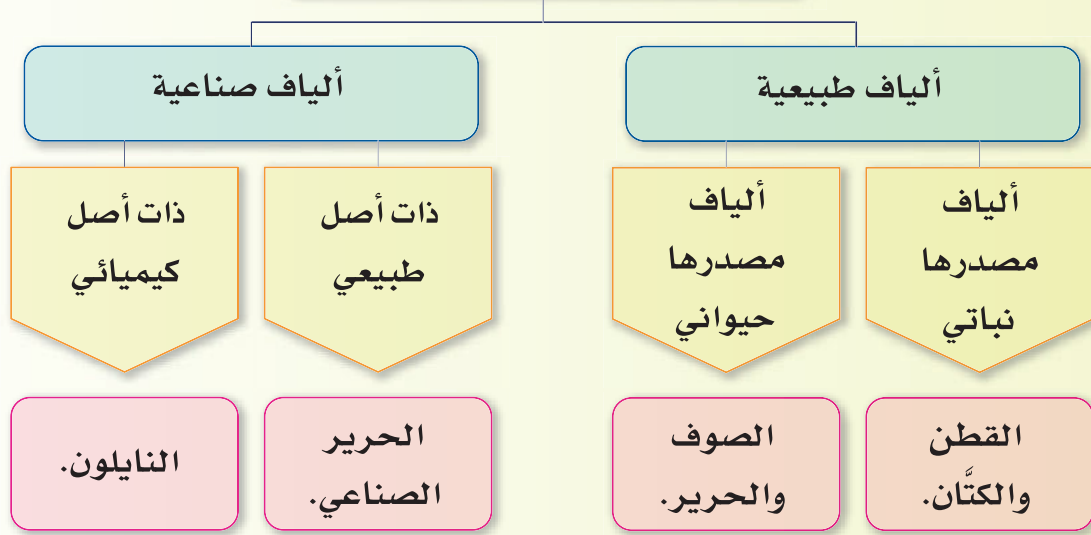 ألياف طبيعية
ألياف صناعية
ألياف
مصدرها
نباتي
ألياف
مصدرها
حيواني
ذات أصل
طبيعي
ذات أصل
كيميائي
القطن
والكتَّان.
الصوف
والحرير.
الحرير
الصناعي.
النايلون.